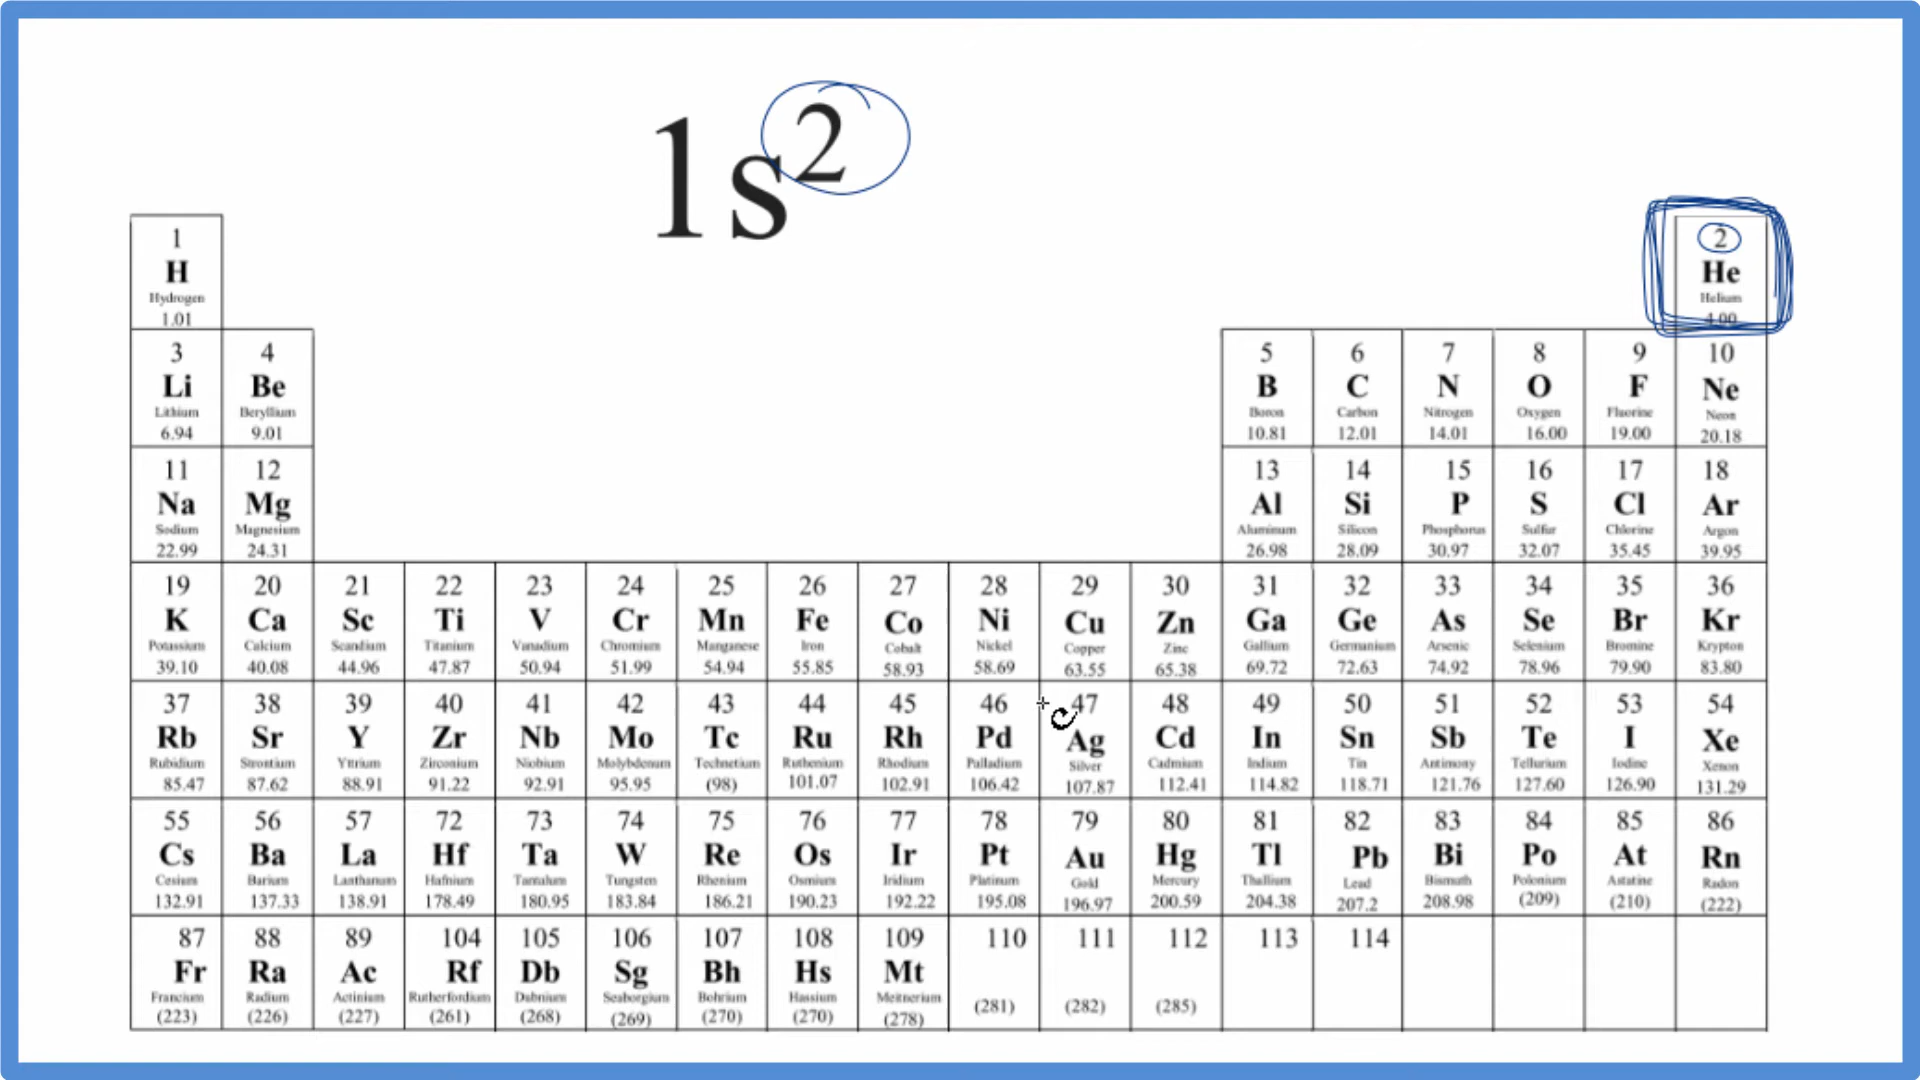 1s²
1 2
H He
Hydrogen Helium
1.01 4.00
3 4 5 6 7 8 9 10
Li Be B C N O F Ne
Lithium Beryllium Boron Carbon Nitrogen Oxygen Fluorine Neon
6.94 9.01 10.81 12.01 14.01 16.00 19.00 20.18
11 12 13 14 15 16 17 18
Na Mg Al Si P S Cl Ar
Sodium Magnesium Aluminum Silicon Phosphorus Sulfur Chlorine Argon
22.99 24.31 26.98 28.09 30.97 32.07 35.45 39.95
19 20 21 22 23 24 25 26 27 28 29 30 31 32 33 34 35 36
K Ca Sc Ti V Cr Mn Fe Co Ni Cu Zn Ga Ge As Se Br Kr
Potassium Calcium Scandium Titanium Vanadium Chromium Manganese Iron Cobalt Nickel Copper Zinc Gallium Germanium Arsenic Selenium Bromine Krypton
39.10 40.08 44.96 47.87 50.94 51.99 54.94 55.85 58.93 58.69 63.55 65.38 69.72 72.63 74.92 78.96 79.90 83.80
37 38 39 40 41 42 43 44 45 46 47 48 49 50 51 52 53 54
Rb Sr Y Zr Nb Mo Tc Ru Rh Pd Ag Cd In Sn Sb Te I Xe
Rubidium Strontium Yttrium Zirconium Niobium Molybdenum Technetium Ruthenium Rhodium Palladium Silver Cadmium Indium Tin Antimony Tellurium Iodine Xenon
85.47 87.62 88.91 91.22 92.91 95.95 (98) 101.07 102.91 106.42 107.87 112.41 114.82 118.71 121.76 127.60 126.90 131.29
55 56 57 72 73 74 75 76 77 78 79 80 81 82 83 84 85 86
Cs Ba La Hf Ta W Re Os Ir Pt Au Hg Tl Pb Bi Po At Rn
Cesium Barium Lanthanum Hafnium Tantalum Tungsten Rhenium Osmium Iridium Platinum Gold Mercury Thallium Lead Bismuth Polonium Astatine Radon
132.91 137.33 138.91 178.49 180.95 183.84 186.21 190.23 192.22 195.08 196.97 200.59 204.38 207.2 208.98 (209) (210) (222)
87 88 89 104 105 106 107 108 109 110 111 112 113 114
Fr Ra Ac Rf Db Sg Bh Hs Mt
Francium Radium Actinium Rutherfordium Dubnium Seaborgium Bohrium Hassium Meitnerium
(223) (226) (227) (261) (268) (269) (270) (270) (278) (281) (282) (285)